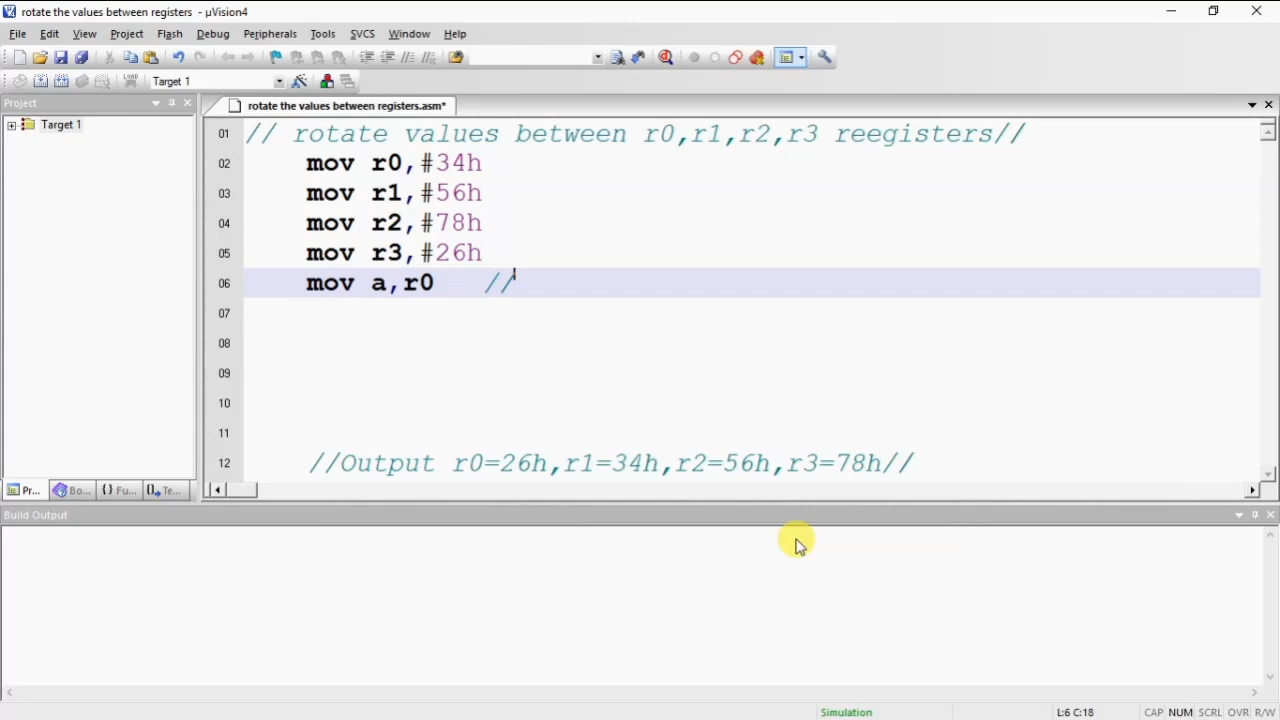 rotate the values between registers - µVision4
File Edit View Project Flash Debug Peripherals Tools SVCS Window Help
LOAD Target 1
Project
rotate the values between registers.asm*
Target 1
01 // rotate values between r0,r1,r2,r3 reegisters//
02 mov r0,#34h
03 mov r1,#56h
04 mov r2,#78h
05 mov r3,#26h
06 mov a,r0 //
07
08
09
10
11
12 //Output r0=26h,r1=34h,r2=56h,r3=78h//
Pr... Bo... {} Fu... 0. Te...
Build Output
Simulation L:6 C:18 CAP NUM SCRL OVR R/W